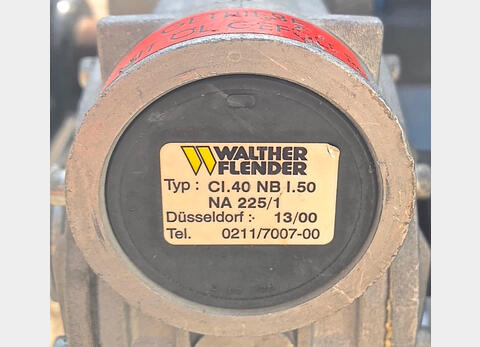 WALTHER
FLENDER
Typ : CI.40 NB I.50
NA 225/1
Düsseldorf : 13/00
Tel. 0211/7007-00